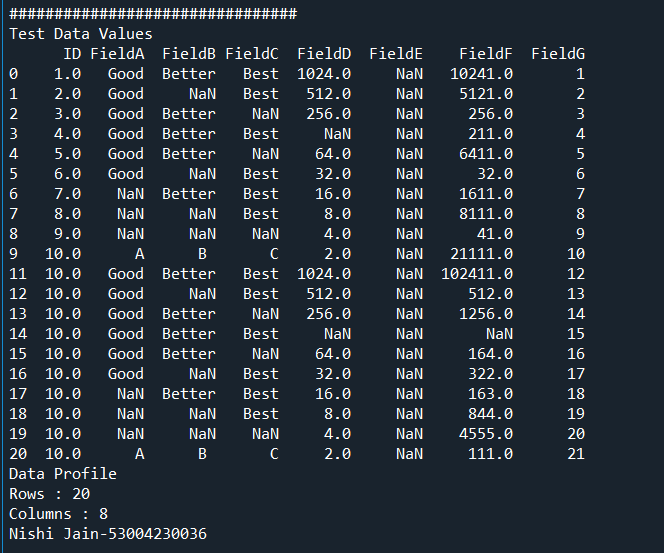 ################################
Test Data Values
ID FieldA FieldB FieldC FieldD FieldE FieldF FieldG
0 1.0 Good Better Best 1024.0 NaN 10241.0 1
1 2.0 Good NaN Best 512.0 NaN 5121.0 2
2 3.0 Good Better NaN 256.0 NaN 256.0 3
3 4.0 Good Better Best NaN NaN 211.0 4
4 5.0 Good Better NaN 64.0 NaN 6411.0 5
5 6.0 Good NaN Best 32.0 NaN 32.0 6
6 7.0 NaN Better Best 16.0 NaN 1611.0 7
7 8.0 NaN NaN Best 8.0 NaN 8111.0 8
8 9.0 NaN NaN NaN 4.0 NaN 41.0 9
9 10.0 A B C 2.0 NaN 21111.0 10
11 10.0 Good Better Best 1024.0 NaN 102411.0 12
12 10.0 Good NaN Best 512.0 NaN 512.0 13
13 10.0 Good Better NaN 256.0 NaN 1256.0 14
14 10.0 Good Better Best NaN NaN NaN 15
15 10.0 Good Better NaN 64.0 NaN 164.0 16
16 10.0 Good NaN Best 32.0 NaN 322.0 17
17 10.0 NaN Better Best 16.0 NaN 163.0 18
18 10.0 NaN NaN Best 8.0 NaN 844.0 19
19 10.0 NaN NaN NaN 4.0 NaN 4555.0 20
20 10.0 A B C 2.0 NaN 111.0 21
Data Profile
Rows : 20
Columns : 8
Nishi Jain-53004230036